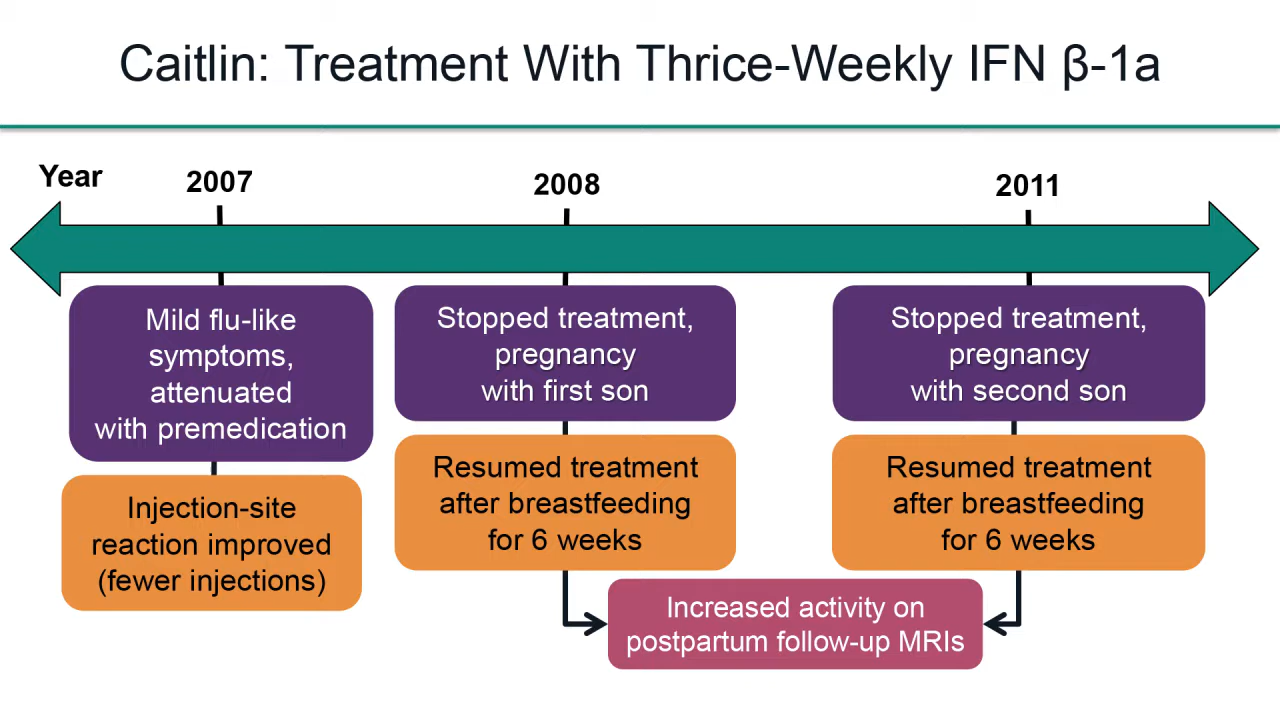 Caitlin: Treatment With Thrice-Weekly IFN β-1a
Year
2007
2008
2011
Mild flu-like
symptoms,
attenuated
with premedication
Injection-site
reaction improved
(fewer injections)
Stopped treatment,
pregnancy
with first son
Resumed treatment
after breastfeeding
for 6 weeks
Stopped treatment,
pregnancy
with second son
Resumed treatment
after breastfeeding
for 6 weeks
Increased activity on
postpartum follow-up MRIs